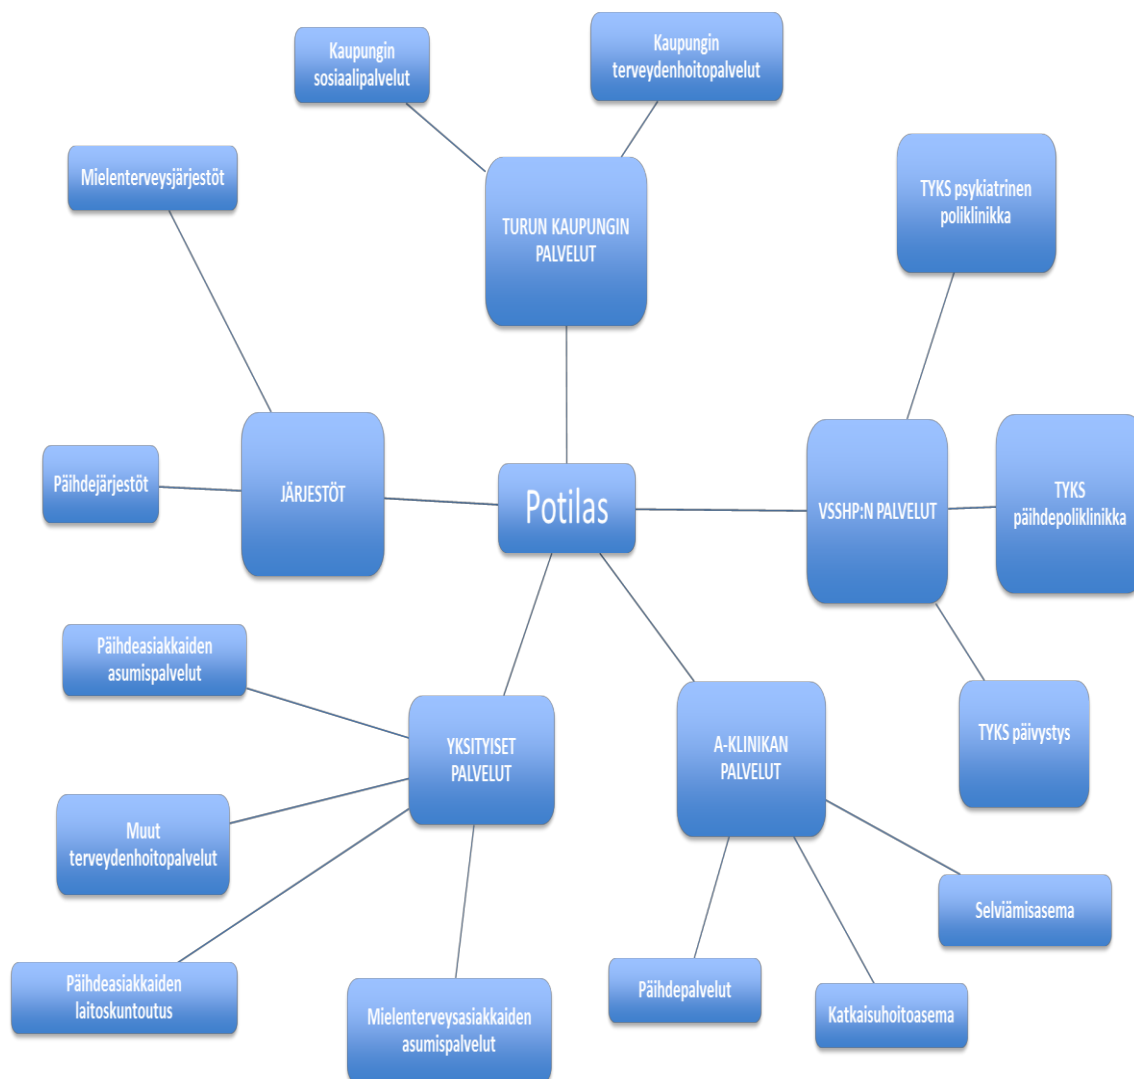 Kaupungin
sosiaalipalvelut
Kaupungin
terveydenhoitopalvelut
Mielenterveysjärjestöt
TURUN KAUPUNGIN
PALVELUT
TYKS psykiatrinen
poliklinikka
Päihdejärjestöt
JÄRJESTÖT
Potilas
VSSHP:N PALVELUT
TYKS
päihdepoliklinikka
Päihdeasiakkaiden
asumispalvelut
YKSITYISET
PALVELUT
A-KLINIKAN
PALVELUT
TYKS päivystys
Muut
terveydenhoitopalvelut
Selviämisasema
Päihdeasiakkaiden
laitoskuntoutus
Mielenterveysasiakkaiden
asumispalvelut
Päihdepalvelut
Katkaisuhoitoasema